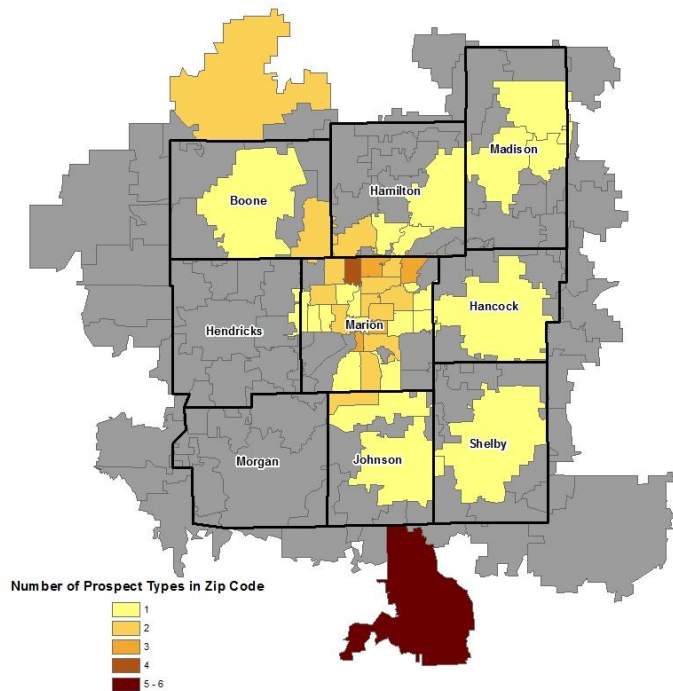 Madison
Boone
Hamilton
Hancock
Hendricks
Marion
Shelby
Morgan
Johnson
Number of Prospect Types in Zip Code
1
2
3
4
5 - 6